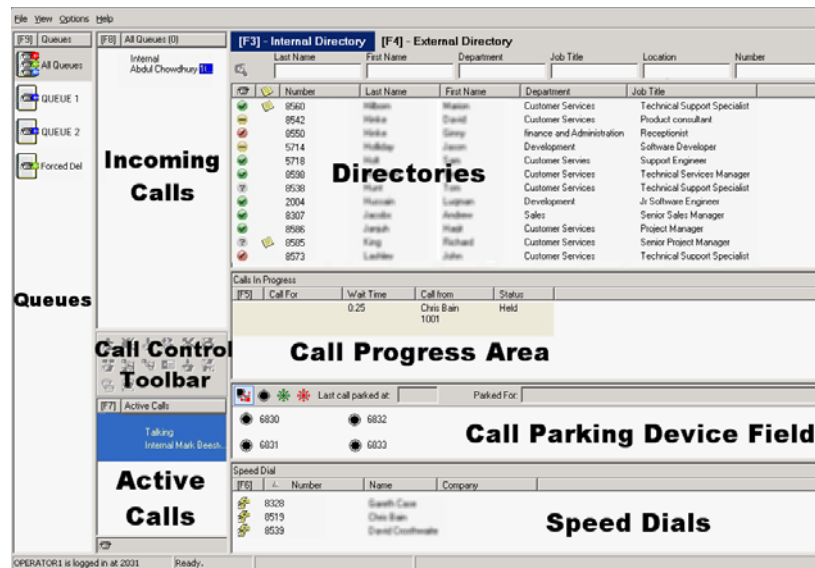 File View Options Help
[F9] Queues
All Queues
QUEUE 1
QUEUE 2
Forced Del
Queues
[F8] All Queues (0)
Internal
Abdul Chowdhury
Incoming
Calls
Call Control
Toolbar
[F7] Active Calls
Talking
Internal Mark Beesh..
Active
Calls
[F3] - Internal Directory [F4] - External Directory
Last Name First Name Department Job Title Location Number
Number Last Name First Name Department Job Title
8560 Customer Services Technical Support Specialist
8542 Customer Services Product consultant
8550 finance and Administration Receptionist
5714 Development Software Developer
5718 Customer Servies Support Engineer
8590 Customer Services Technical Services Manager
8538 Customer Services Technical Support Specialist
2004 Development Jr Software Engineer
8307 Sales Senior Sales Manager
8586 Customer Services Project Manager
8585 Customer Services Senior Project Manager
8573 Customer Services Technical Support Specialist
Directories
Calls In Progress
[F5] Call For Wait Time Call from Status
0:25 Chris Bain Held
1001
Call Progress Area
Last call parked at: Parked For:
6830 6832
6831 6833
Call Parking Device Field
Speed Dial
[F6] Number Name Company
8328
8519
8539
Speed Dials
OPERATOR1 is logged in at 2031 Ready.